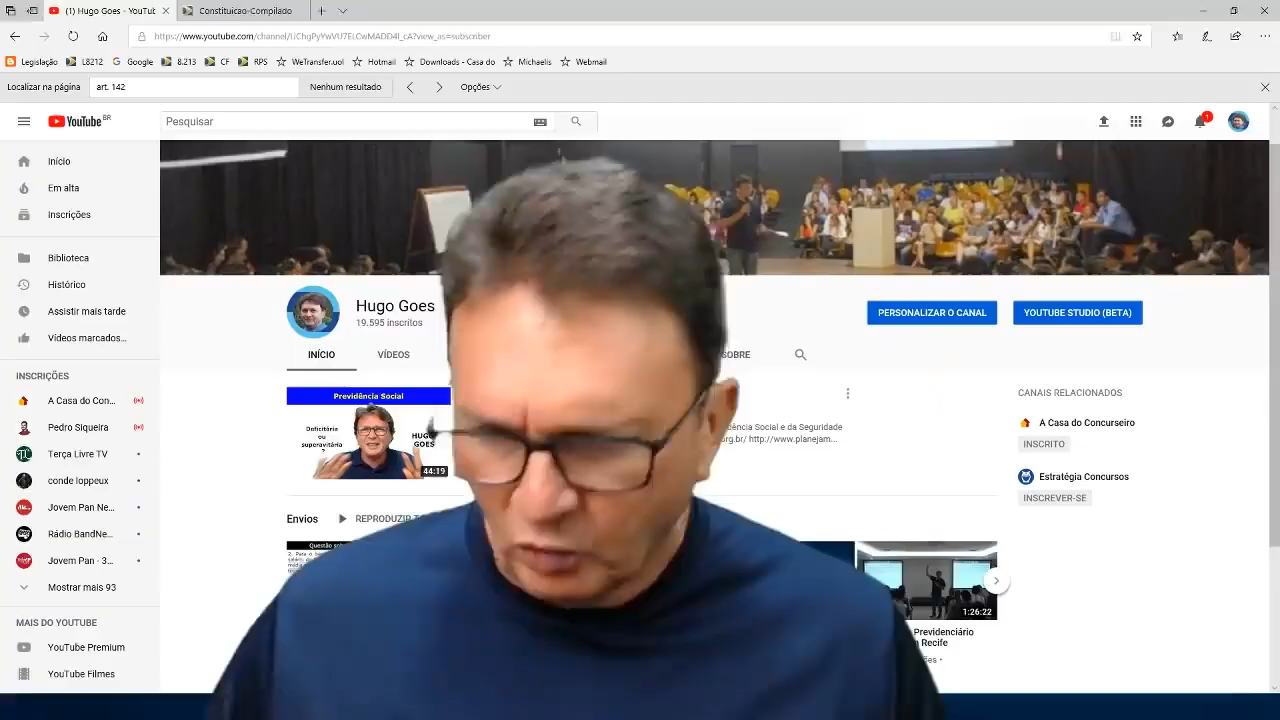 (1) Hugo Goes - YouTub
Constituicao-Compilado
https://www.youtube.com/channel/UChgPyYwVU7ELCwMADD4l_cA?view_as=subscriber
Legislação L8212 Google 8.213 CF RPS WeTransfer.uol Hotmail Downloads - Casa do Michaelis Webmail
Localizar na página art. 142 Nenhum resultado Opções
YouTube BR
Pesquisar
1
Início
Em alta
Inscrições
Biblioteca
Histórico
Assistir mais tarde
Vídeos marcados...
INSCRIÇÕES
A Casa do Con...
Pedro Siqueira
Terça Livre TV
conde loppeux
Jovem Pan Ne...
Rádio BandNe...
Jovem Pan - 3...
Mostrar mais 93
MAIS DO YOUTUBE
YouTube Premium
YouTube Filmes
Hugo Goes
19.595 inscritos
PERSONALIZAR O CANAL
YOUTUBE STUDIO (BETA)
INÍCIO VÍDEOS SOBRE
Previdência Social
Deficitária
ou
superavitária
HUGO
GOES
44:19
dência Social e da Seguridade
org.br/ http://www.planejam...
CANAIS RELACIONADOS
A Casa do Concurseiro
INSCRITO
Estratégia Concursos
INSCREVER-SE
Envios REPRODUZIR T
Questão sob
1:26:22
Previdenciário
Recife